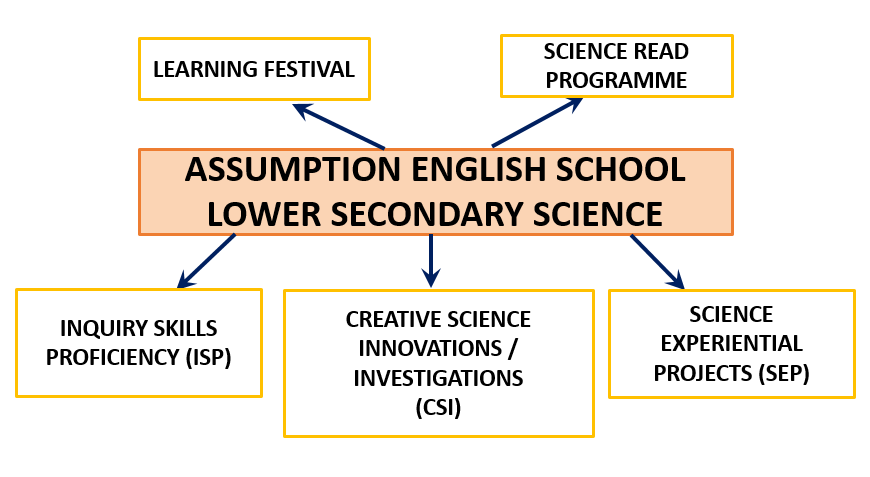 LEARNING FESTIVAL
SCIENCE READ
PROGRAMME
ASSUMPTION ENGLISH SCHOOL
LOWER SECONDARY SCIENCE
INQUIRY SKILLS
PROFICIENCY (ISP)
CREATIVE SCIENCE
INNOVATIONS /
INVESTIGATIONS
(CSI)
SCIENCE
EXPERIENTIAL
PROJECTS (SEP)